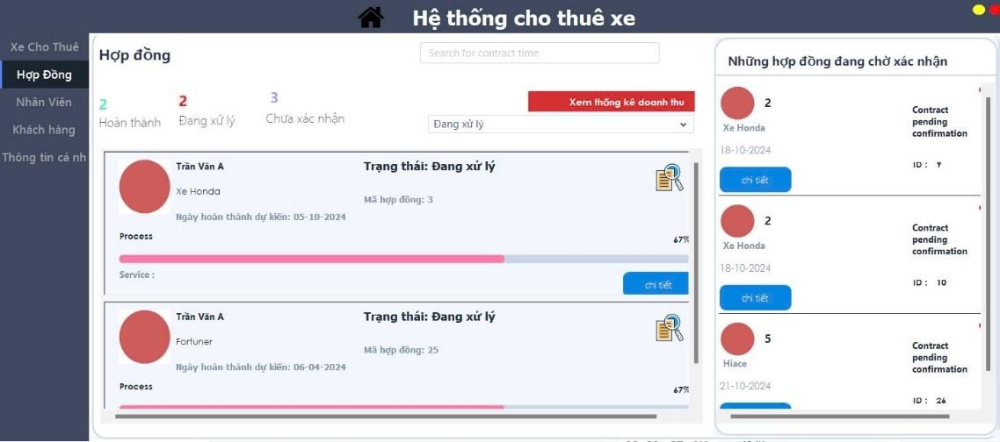 Hệ thống cho thuê xe
Xe Cho Thuê
Hợp Đồng
Nhân Viên
Khách hàng
Thông tin cá nh
Hợp đồng
Search for contract time
2
Hoàn thành
2
Đang xử lý
3
Chưa xác nhận
Xem thống kê doanh thu
Đang xử lý
Trần Văn A
Xe Honda
Ngày hoàn thành dự kiến: 05-10-2024
Trạng thái: Đang xử lý
Mã hợp đồng: 3
Process
67%
Service :
chi tiết
Trần Văn A
Fortuner
Ngày hoàn thành dự kiến: 06-04-2024
Trạng thái: Đang xử lý
Mã hợp đồng: 25
Process
67%
Những hợp đồng đang chờ xác nhận
2
Xe Honda
18-10-2024
chi tiết
Contract
pending
confirmation
ID : 9
2
Xe Honda
18-10-2024
chi tiết
Contract
pending
confirmation
ID : 10
5
Hiace
21-10-2024
Contract
pending
confirmation
ID : 26